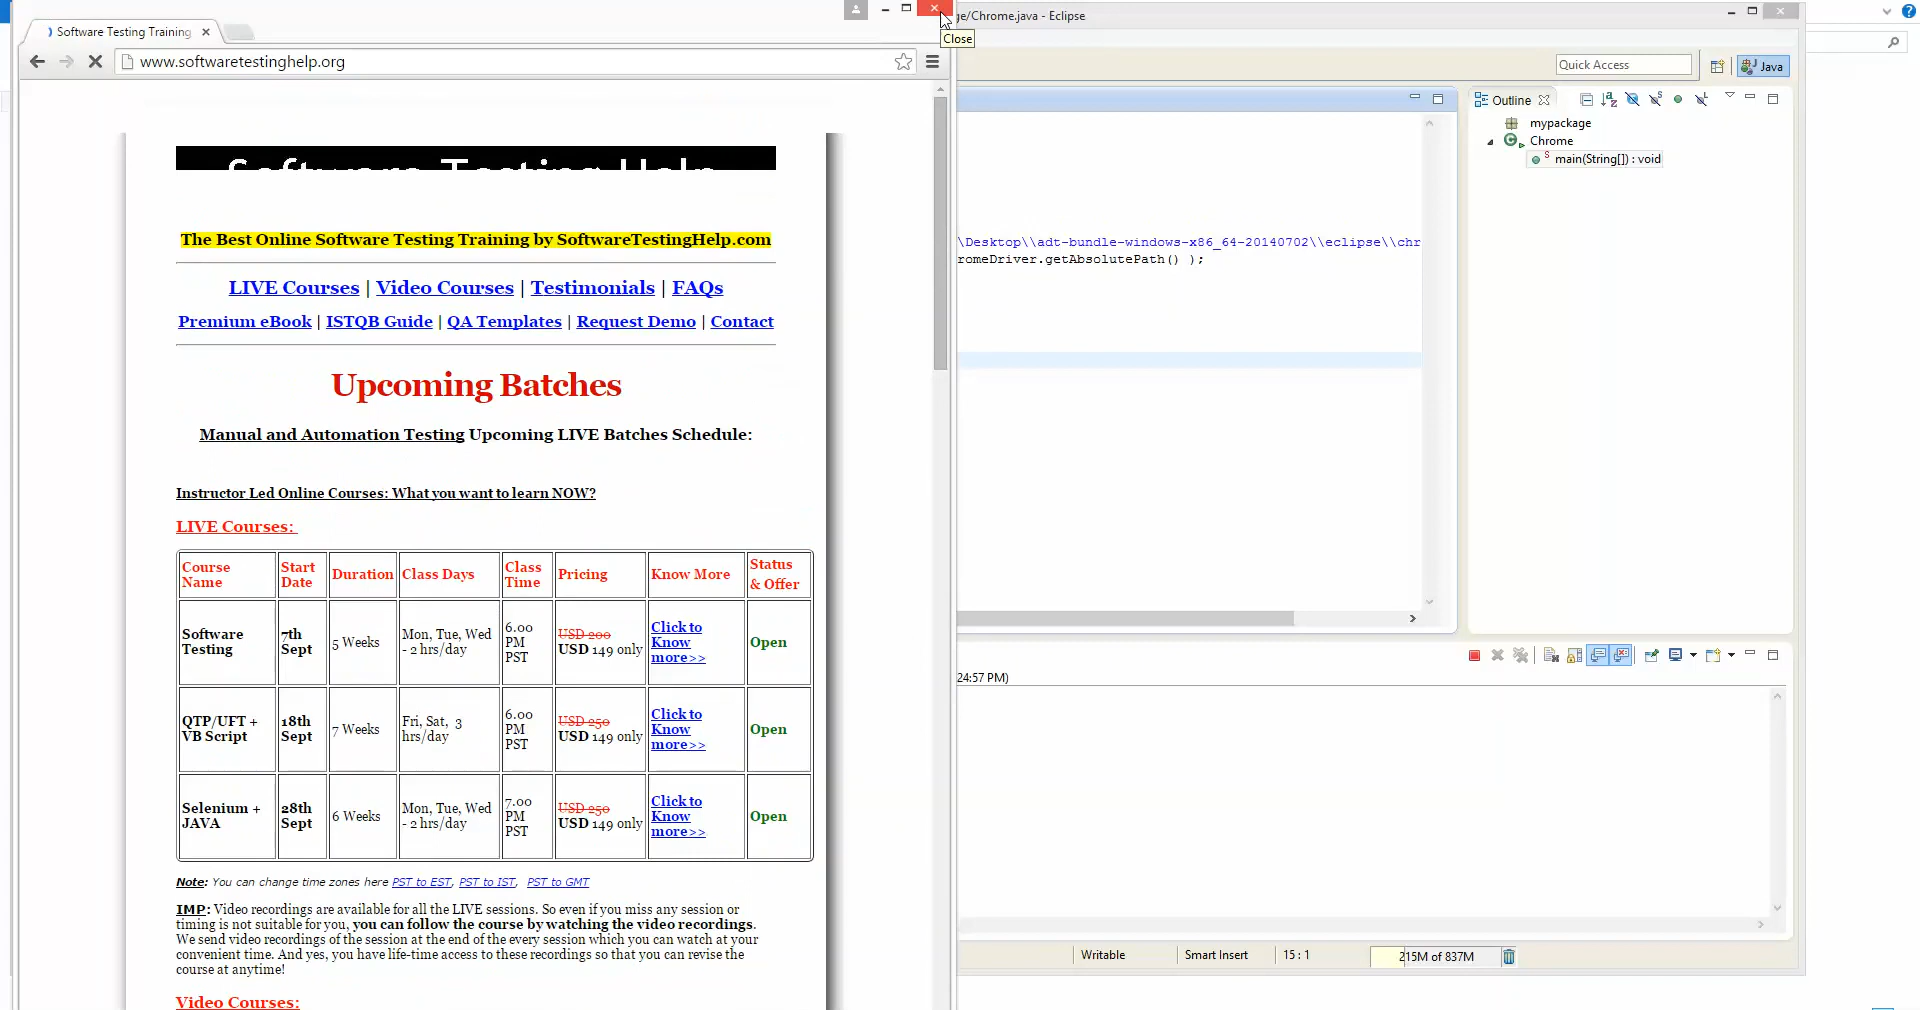 Software Testing Training
ge/Chrome.java - Eclipse
Close
www.softwaretestinghelp.org
Quick Access
Java
Software Testing Help
The Best Online Software Testing Training by SoftwareTestingHelp.com
LIVE Courses | Video Courses | Testimonials | FAQs
Premium eBook | ISTQB Guide | QA Templates | Request Demo | Contact
Upcoming Batches
Manual and Automation Testing Upcoming LIVE Batches Schedule:
Instructor Led Online Courses: What you want to learn NOW?
LIVE Courses:
Course Name Start Date Duration Class Days Class Time Pricing Know More Status & Offer
Software Testing 7th Sept 5 Weeks Mon, Tue, Wed - 2 hrs/day 6.00 PM PST USD 200 USD 149 only Click to Know more>> Open
QTP/UFT + VB Script 18th Sept 7 Weeks Fri, Sat, 3 hrs/day 6.00 PM PST USD 250 USD 149 only Click to Know more>> Open
Selenium + JAVA 28th Sept 6 Weeks Mon, Tue, Wed - 2 hrs/day 7.00 PM PST USD 250 USD 149 only Click to Know more>> Open
Note: You can change time zones here PST to EST, PST to IST, PST to GMT
IMP: Video recordings are available for all the LIVE sessions. So even if you miss any session or
timing is not suitable for you, you can follow the course by watching the video recordings.
We send video recordings of the session at the end of the every session which you can watch at your
convenient time. And yes, you have life-time access to these recordings so that you can revise the
course at anytime!
Video Courses:
\Desktop\\adt-bundle-windows-x86_64-20140702\\eclipse\\chr
romeDriver.getAbsolutePath() );
Outline
mypackage
Chrome
main(String[]) : void
24:57 PM)
Writable
Smart Insert
15 : 1
215M of 837M